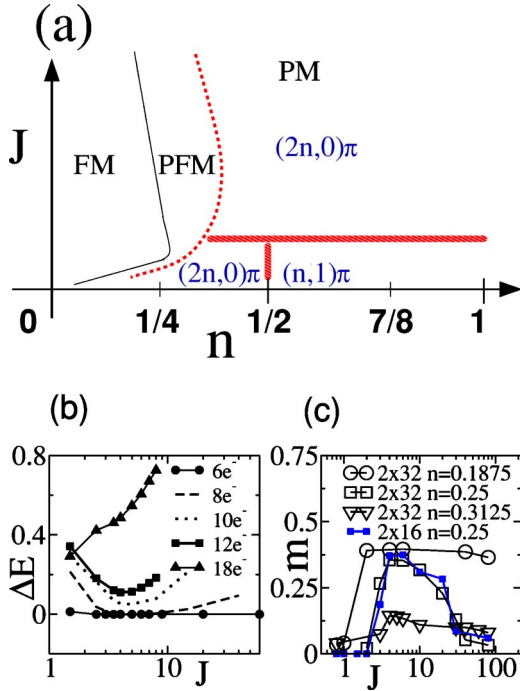 (a)
PM
J
(2n,0)π
FM
PFM
(2n,0)π
(n,1)π
0
1/4
1/2
7/8
1
n
(b)
(c)
0.8
0.4
0
ΔE
6e⁻
8e⁻
10e⁻
12e⁻
18e⁻
1
10
J
0.75
0.5
0.25
0
m
2x32 n=0.1875
2x32 n=0.25
2x32 n=0.3125
2x16 n=0.25
1
J
10
100